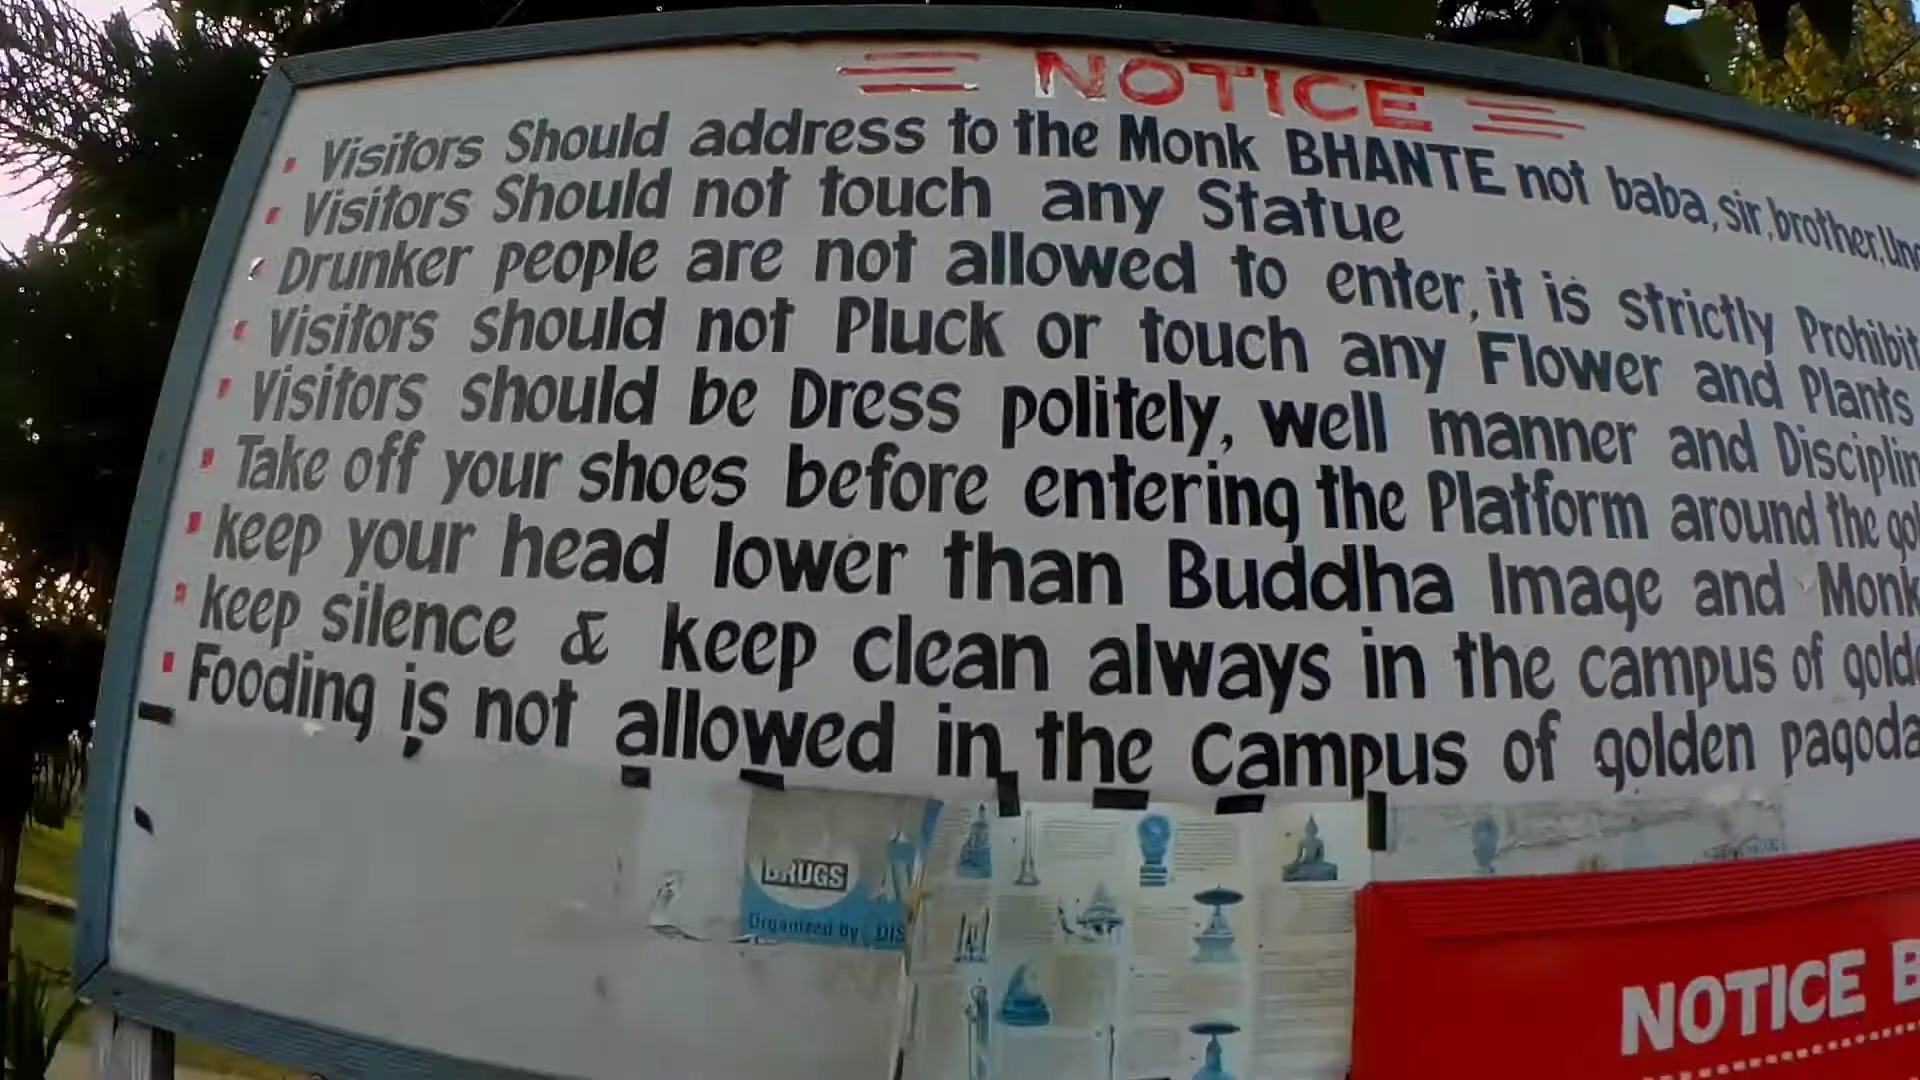 NOTICE
Visitors Should address to the Monk BHANTE not baba, sir, brother, Unc
Visitors Should not touch any Statue
Drunker people are not allowed to enter, it is strictly Prohibit
Visitors should not Pluck or touch any Flower and Plants
Visitors should be Dress politely, well manner and Disciplin
Take off your shoes before entering the Platform around the gol
keep your head lower than Buddha Image and Monk
keep silence & keep clean always in the campus of golde
Fooding is not allowed in the campus of golden pagoda
DRUGS
Organized by : DIS
NOTICE B